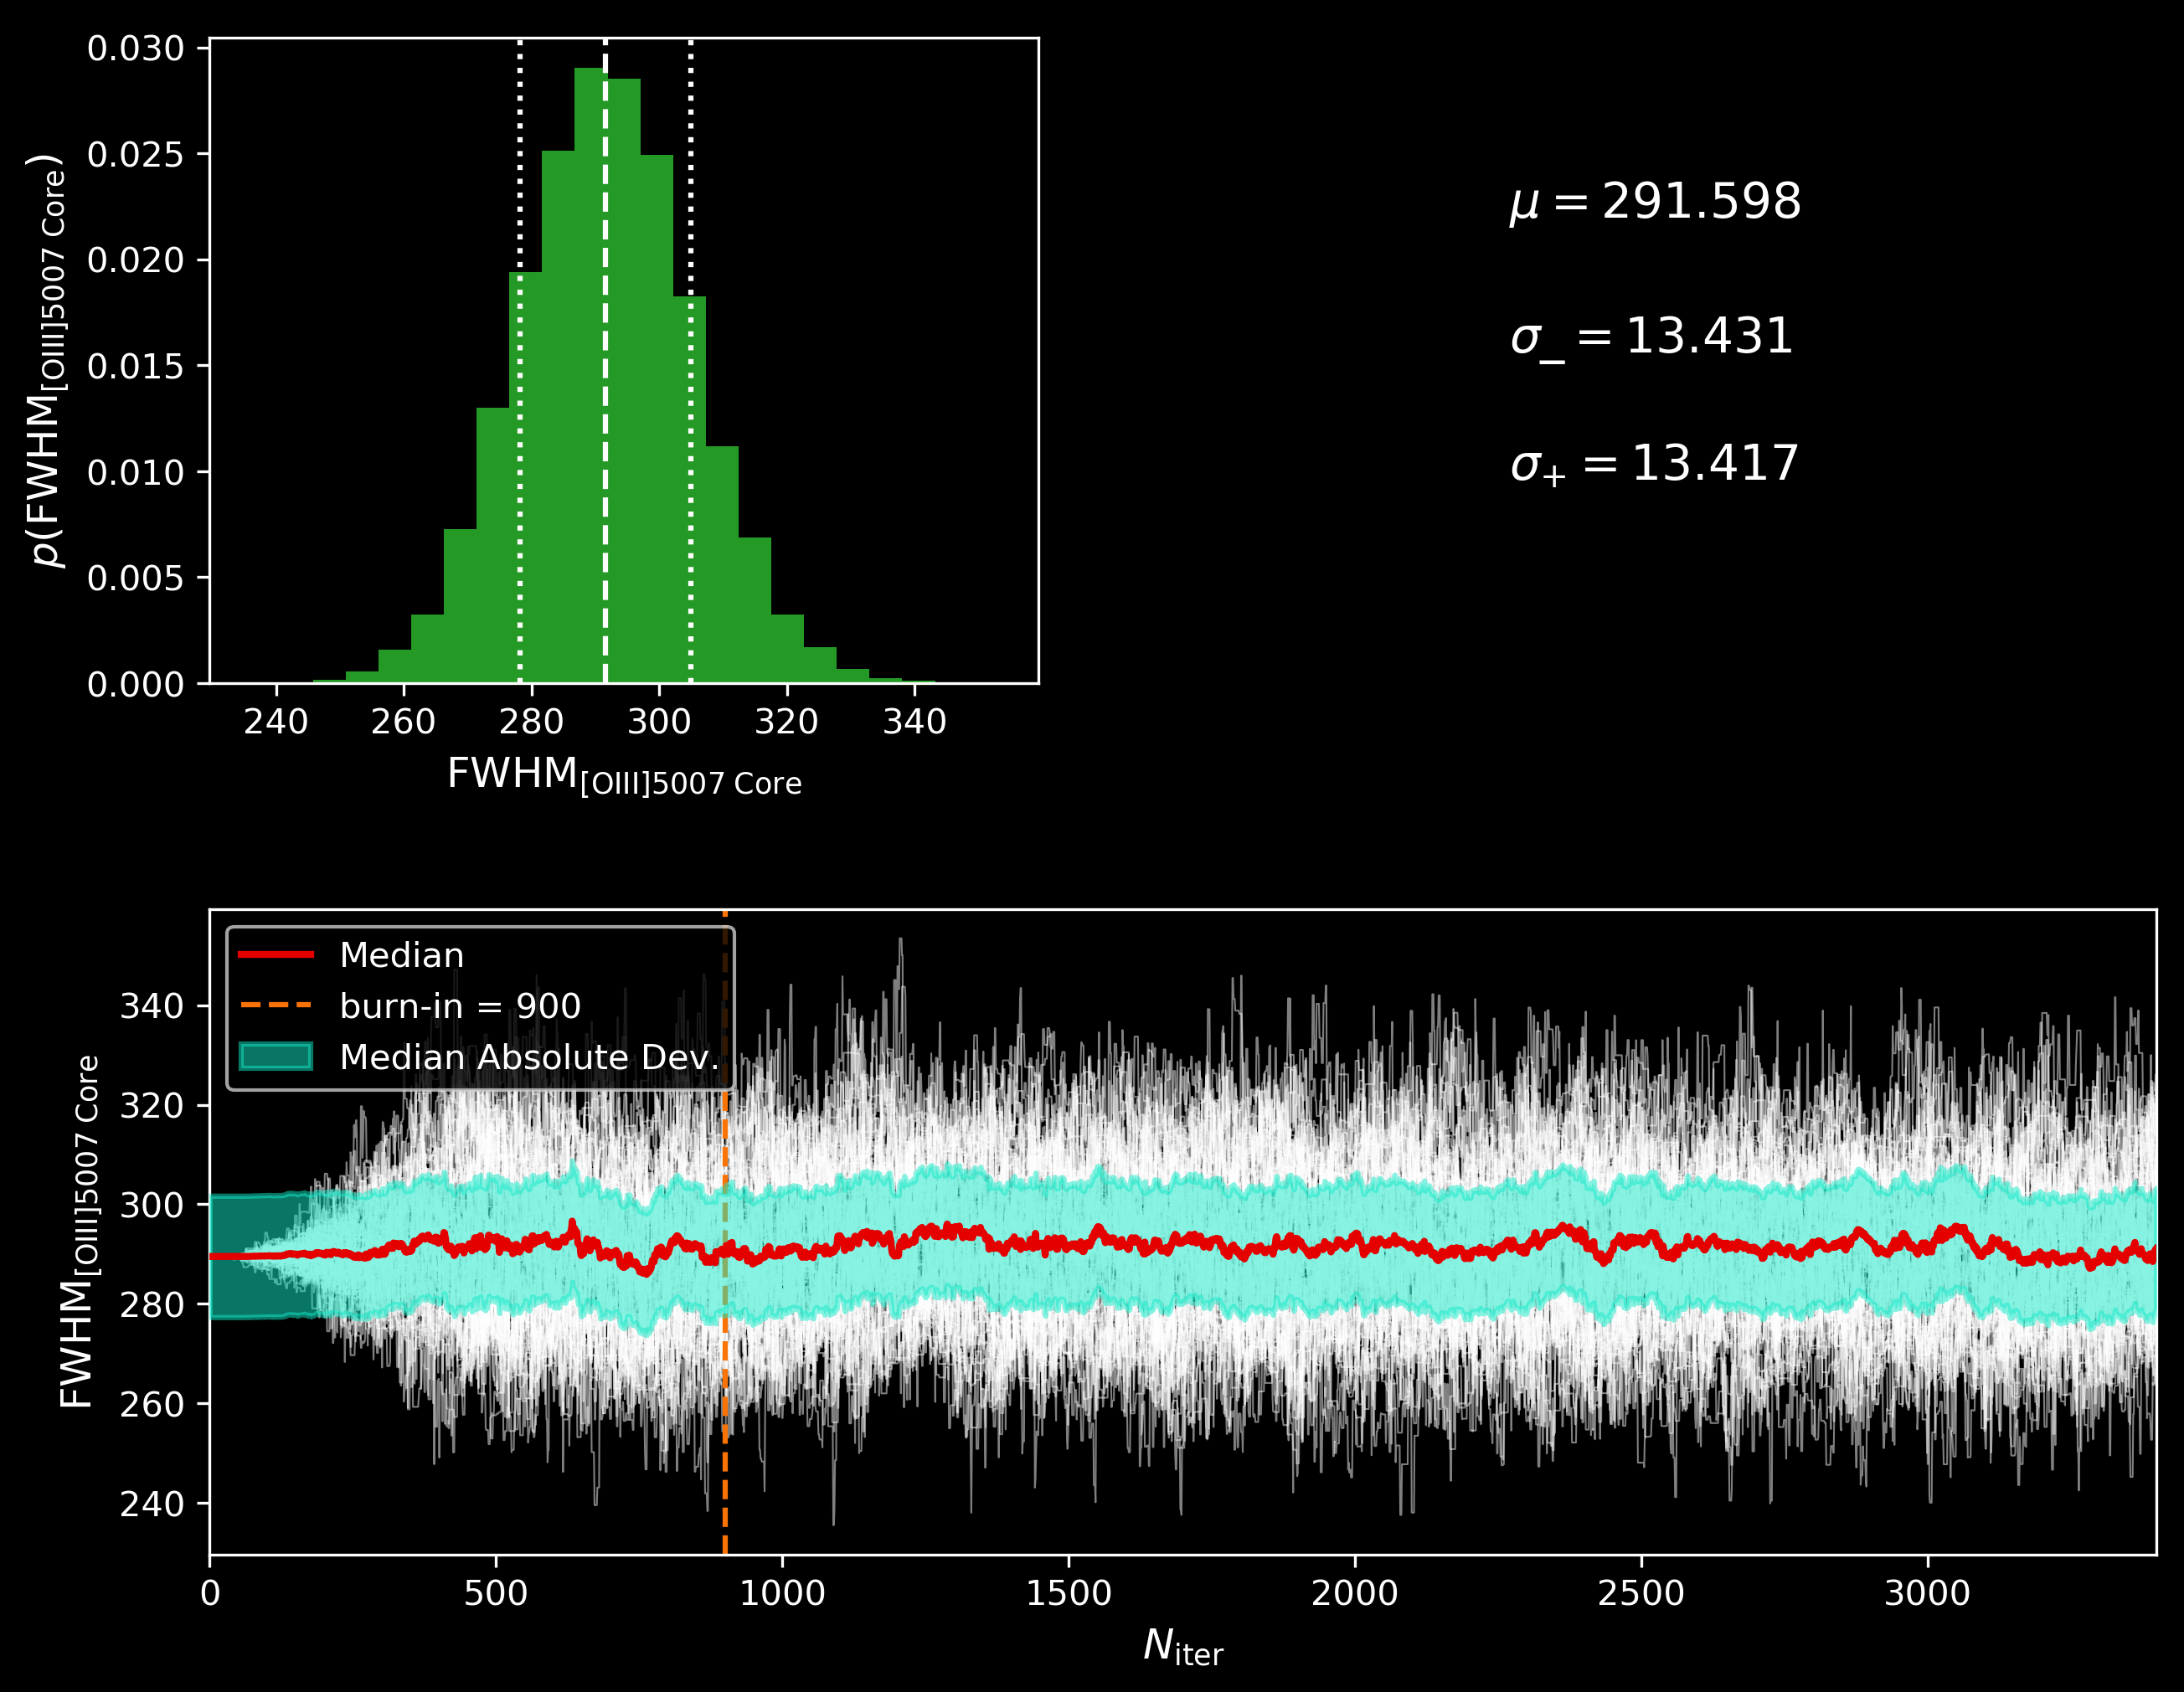 0.030
0.025
0.020
0.015
0.010
0.005
0.000
p(FWHM[OIII]5007 Core)
240 260 280 300 320 340
FWHM[OIII]5007 Core
μ = 291.598
σ− = 13.431
σ+ = 13.417
Median
burn-in = 900
Median Absolute Dev.
340
320
300
280
260
240
FWHM[OIII]5007 Core
0 500 1000 1500 2000 2500 3000
Niter